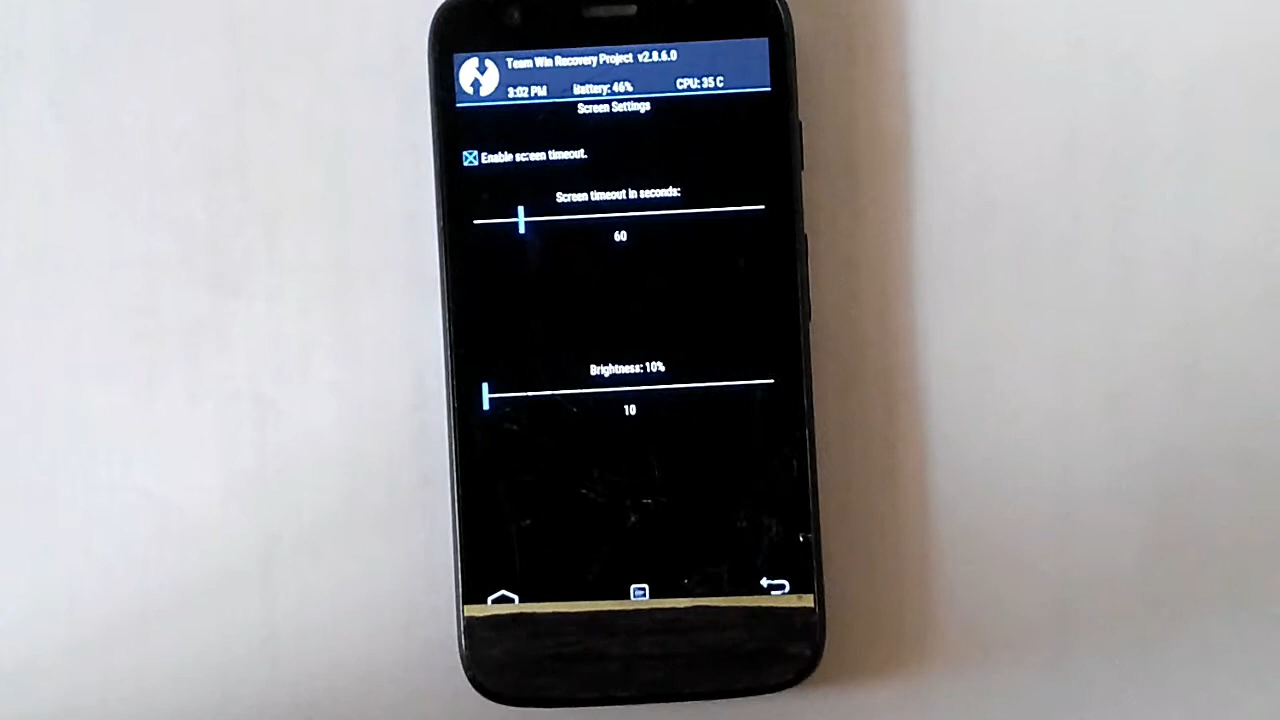 Team Win Recovery Project v2.8.6.0
3:02 PM Battery: 46% CPU: 35 C
Screen Settings
Enable screen timeout.
Screen timeout in seconds:
60
Brightness: 10%
10